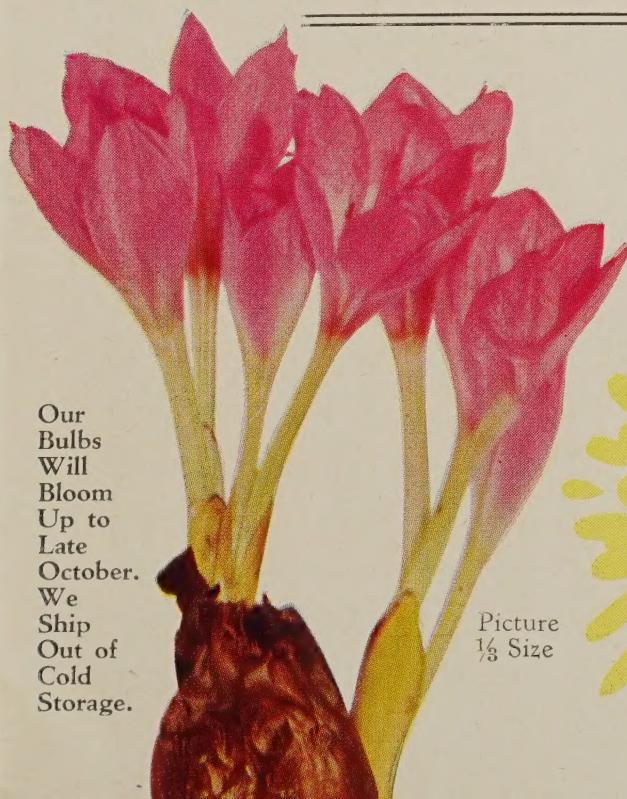 Our
Bulbs
Will
Bloom
Up to
Late
October.
We
Ship
Out of
Cold
Storage.
Picture
⅓ Size